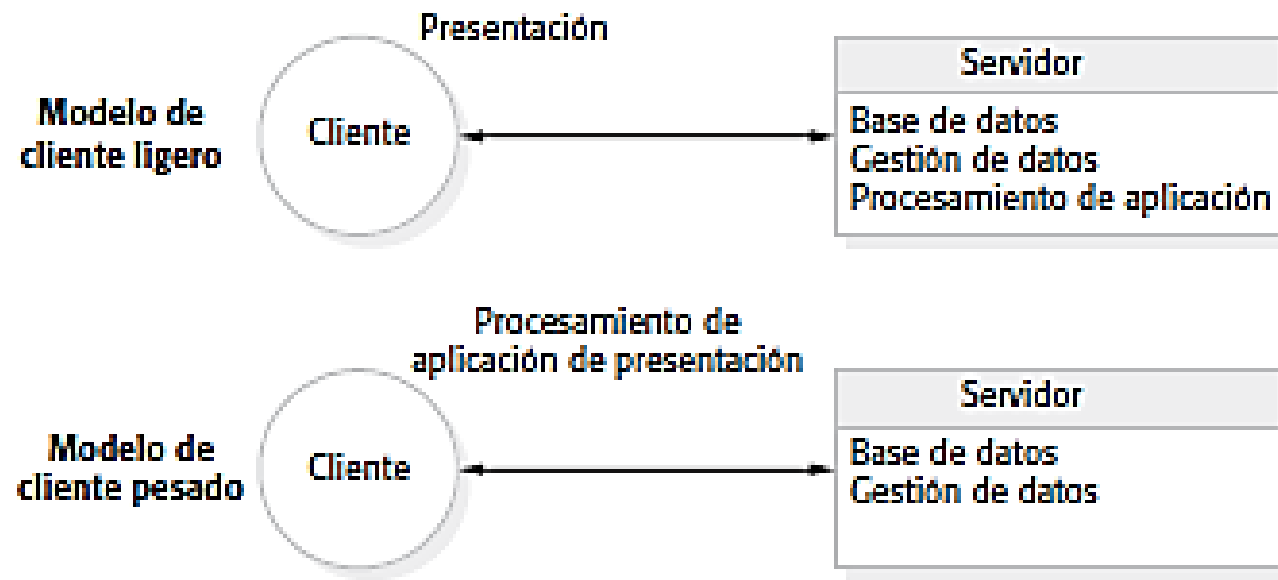 Presentación
Modelo de
cliente ligero
Cliente
Servidor
Base de datos
Gestión de datos
Procesamiento de aplicación
Procesamiento de
aplicación de presentación
Modelo de
cliente pesado
Cliente
Servidor
Base de datos
Gestión de datos